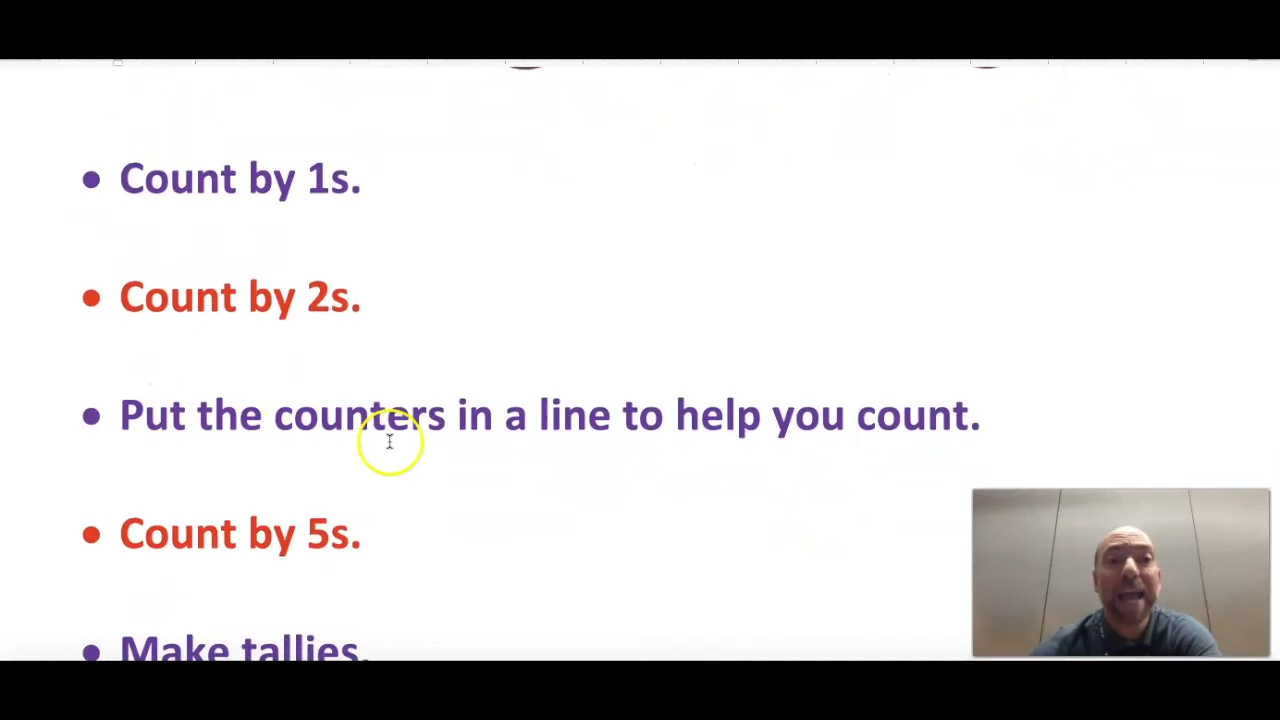 • Count by 1s.
• Count by 2s.
• Put the counters in a line to help you count.
• Count by 5s.
• Make tallies.